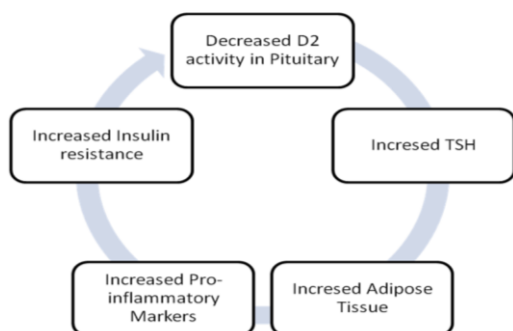 Decreased D2
activity in Pituitary
Incresed TSH
Incresed Adipose
Tissue
Increased Pro-
inflammatory
Markers
Increased Insulin
resistance